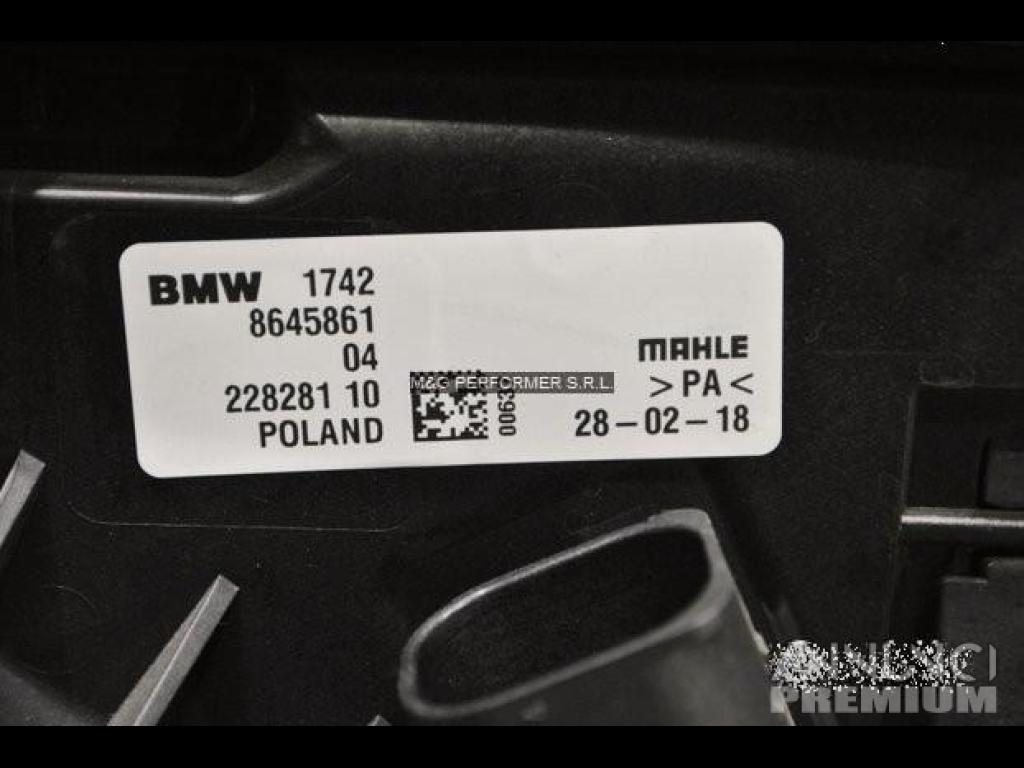 BMW 1742
8645861
04
228281 10
POLAND
M&G PERFORMER S.R.L.
0063
MAHLE
>PA<
28-02-18
PREMIUM